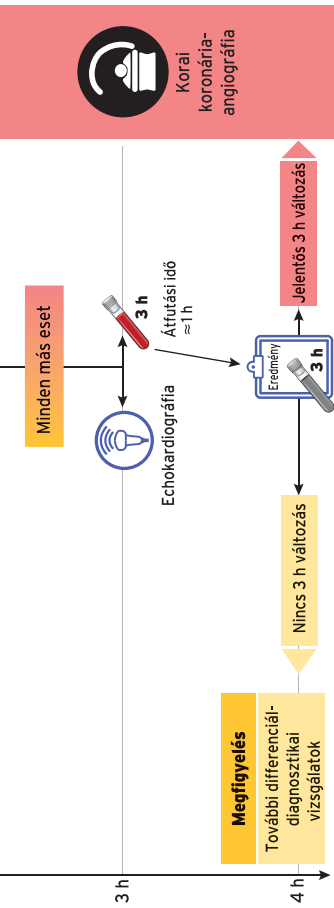 Minden más eset
3 h
Echokardiográfia
3 h
Átfutási idő
≈1 h
Korai
koronária-
angiográfia
4 h
Megfigyelés
További differenciál-
diagnosztikai
vizsgálatok
Nincs 3 h változás
Eredmény
3 h
Jelentős 3 h változás